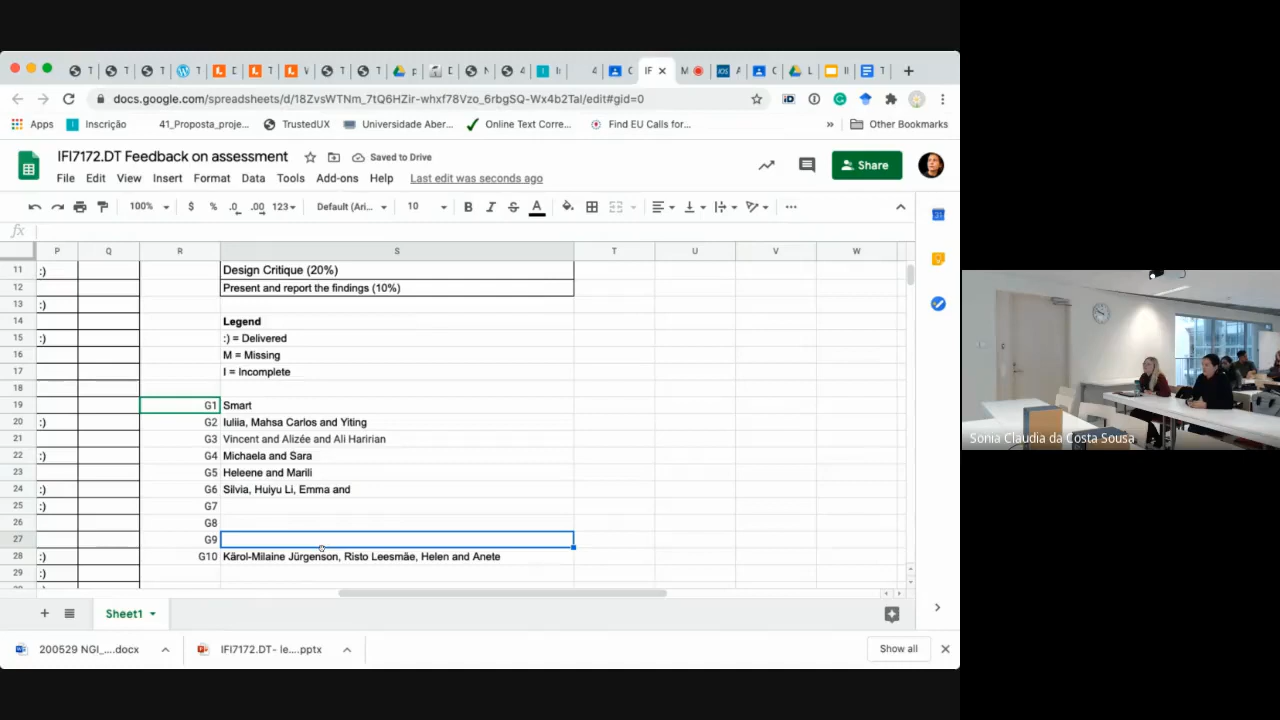 T T T T D T W T T p D N 4 Ir 4 C IF M A C L II T
docs.google.com/spreadsheets/d/18ZvsWTNm_7tQ6HZir-whxf78Vzo_6rbgSQ-Wx4b2TaI/edit#gid=0
Apps Inscrição 41_Proposta_proje... TrustedUX Universidade Aber... Online Text Corre... Find EU Calls for... » Other Bookmarks
IFI7172.DT Feedback on assessment Saved to Drive
Share
File Edit View Insert Format Data Tools Add-ons Help Last edit was seconds ago
100% $ % .0 .00 123 Default (Ari... 10 B I S A
fx
P Q R S T U V W
11 :) Design Critique (20%)
12 Present and report the findings (10%)
13 :)
14 Legend
15 :) :) = Delivered
16 M = Missing
17 I = Incomplete
18
19 G1 Smart
20 :) G2 Iuliia, Mahsa Carlos and Yiting
21 G3 Vincent and Alizée and Ali Haririan
22 :) G4 Michaela and Sara
23 G5 Heleene and Marili
24 :) G6 Silvia, Huiyu Li, Emma and
25 :) G7
26 G8
27 G9
28 :) G10 Kärol-Milaine Jürgenson, Risto Leesmäe, Helen and Anete
29 :)
Sheet1
200529 NGI_....docx IFI7172.DT- le....pptx Show all
Sonia Claudia da Costa Sousa